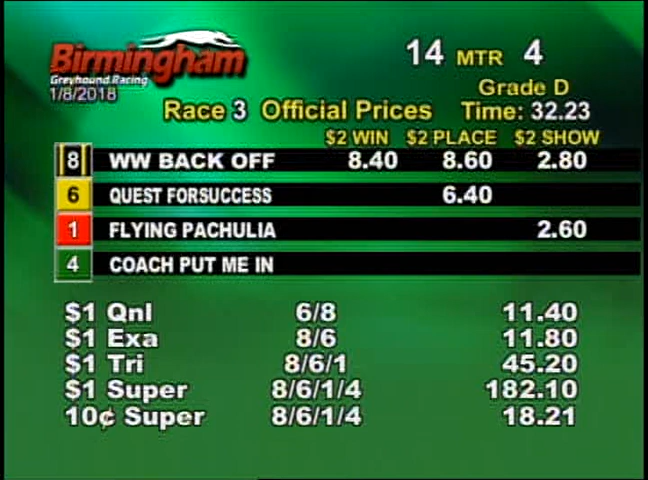 Birmingham
Greyhound Racing
1/8/2018
14 MTR 4
Grade D
Race 3 Official Prices Time: 32.23
$2 WIN $2 PLACE $2 SHOW
8 WW BACK OFF 8.40 8.60 2.80
6 QUEST FORSUCCESS 6.40
1 FLYING PACHULIA 2.60
4 COACH PUT ME IN
$1 Qnl 6/8 11.40
$1 Exa 8/6 11.80
$1 Tri 8/6/1 45.20
$1 Super 8/6/1/4 182.10
10¢ Super 8/6/1/4 18.21